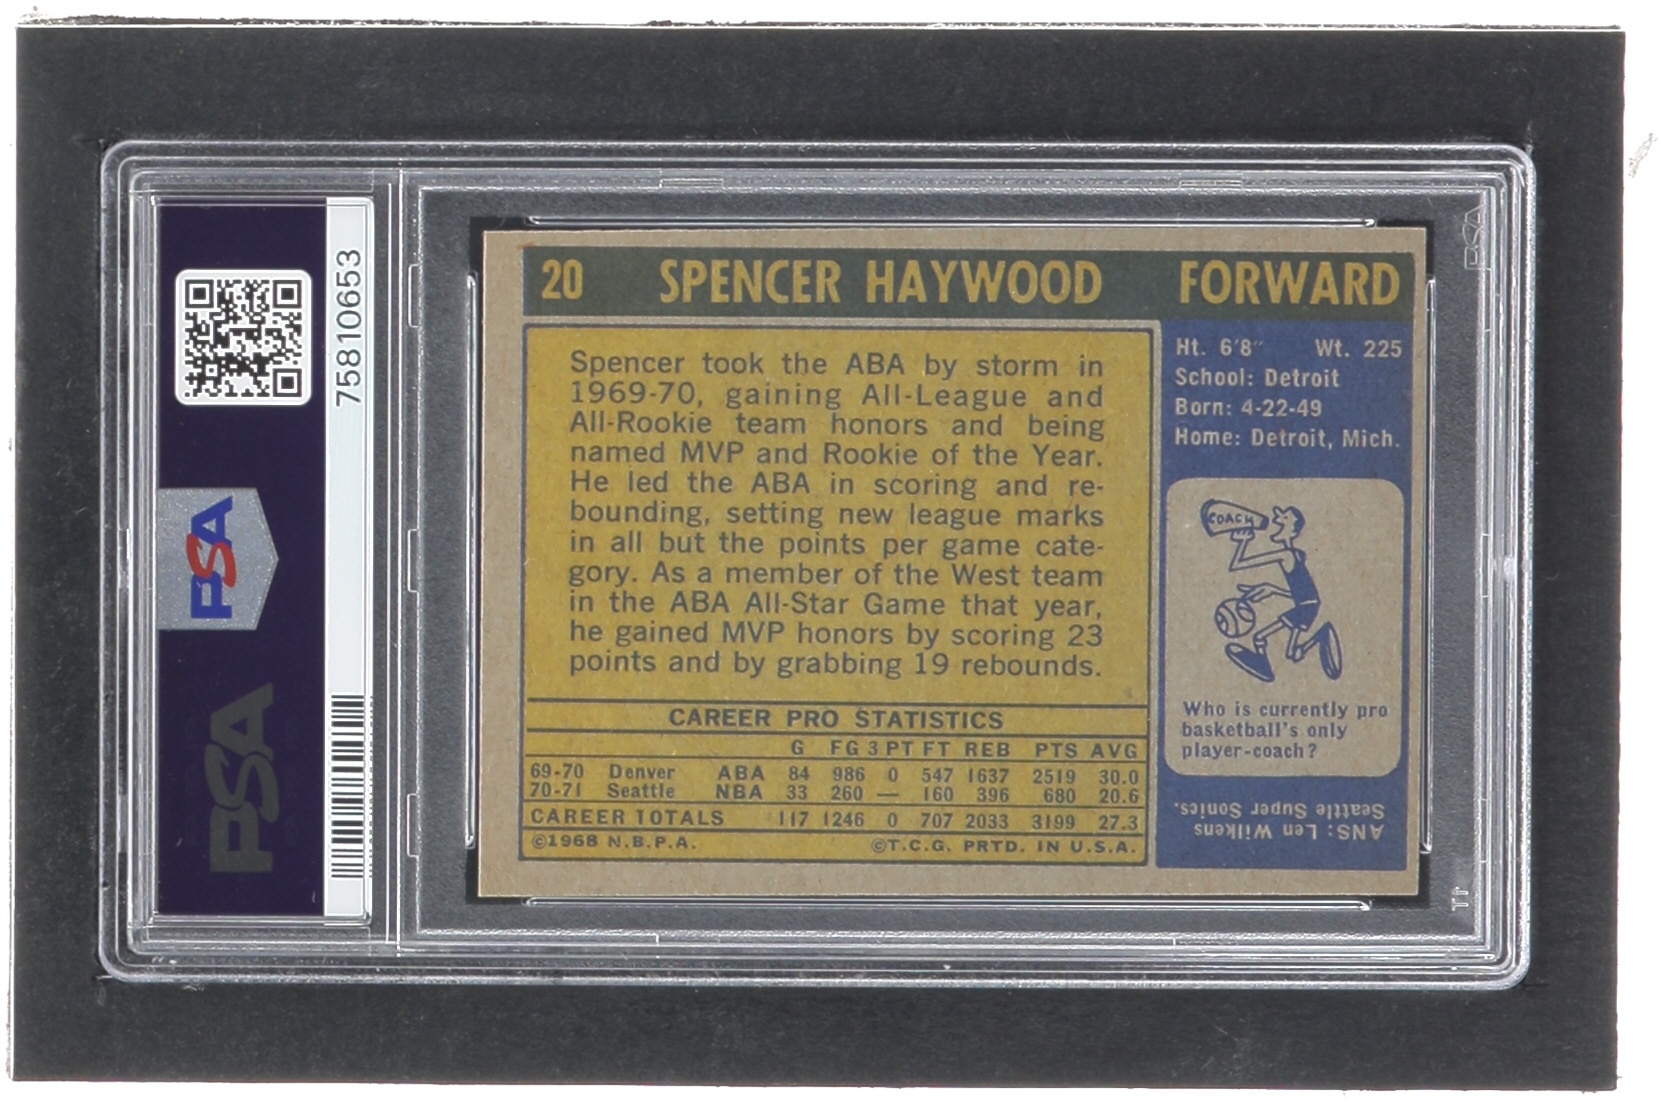 75810653
PSA
PSA
PSA
20 SPENCER HAYWOOD FORWARD
Spencer took the ABA by storm in
1969-70, gaining All-League and
All-Rookie team honors and being
named MVP and Rookie of the Year.
He led the ABA in scoring and re-
bounding, setting new league marks
in all but the points per game cate-
gory. As a member of the West team
in the ABA All-Star Game that year,
he gained MVP honors by scoring 23
points and by grabbing 19 rebounds.
CAREER PRO STATISTICS
G FG 3 PT FT REB PTS AVG
69-70 Denver ABA 84 986 0 547 1637 2519 30.0
70-71 Seattle NBA 33 260 — 160 396 680 20.6
CAREER TOTALS 117 1246 0 707 2033 3199 27.3
©1968 N.B.P.A. ©T.C.G. PRTD. IN U.S.A.
Ht. 6'8" Wt. 225
School: Detroit
Born: 4-22-49
Home: Detroit, Mich.
COACH
Who is currently pro
basketball's only
player-coach?
ANS: Len Wilkens
Seattle Super Sonics.